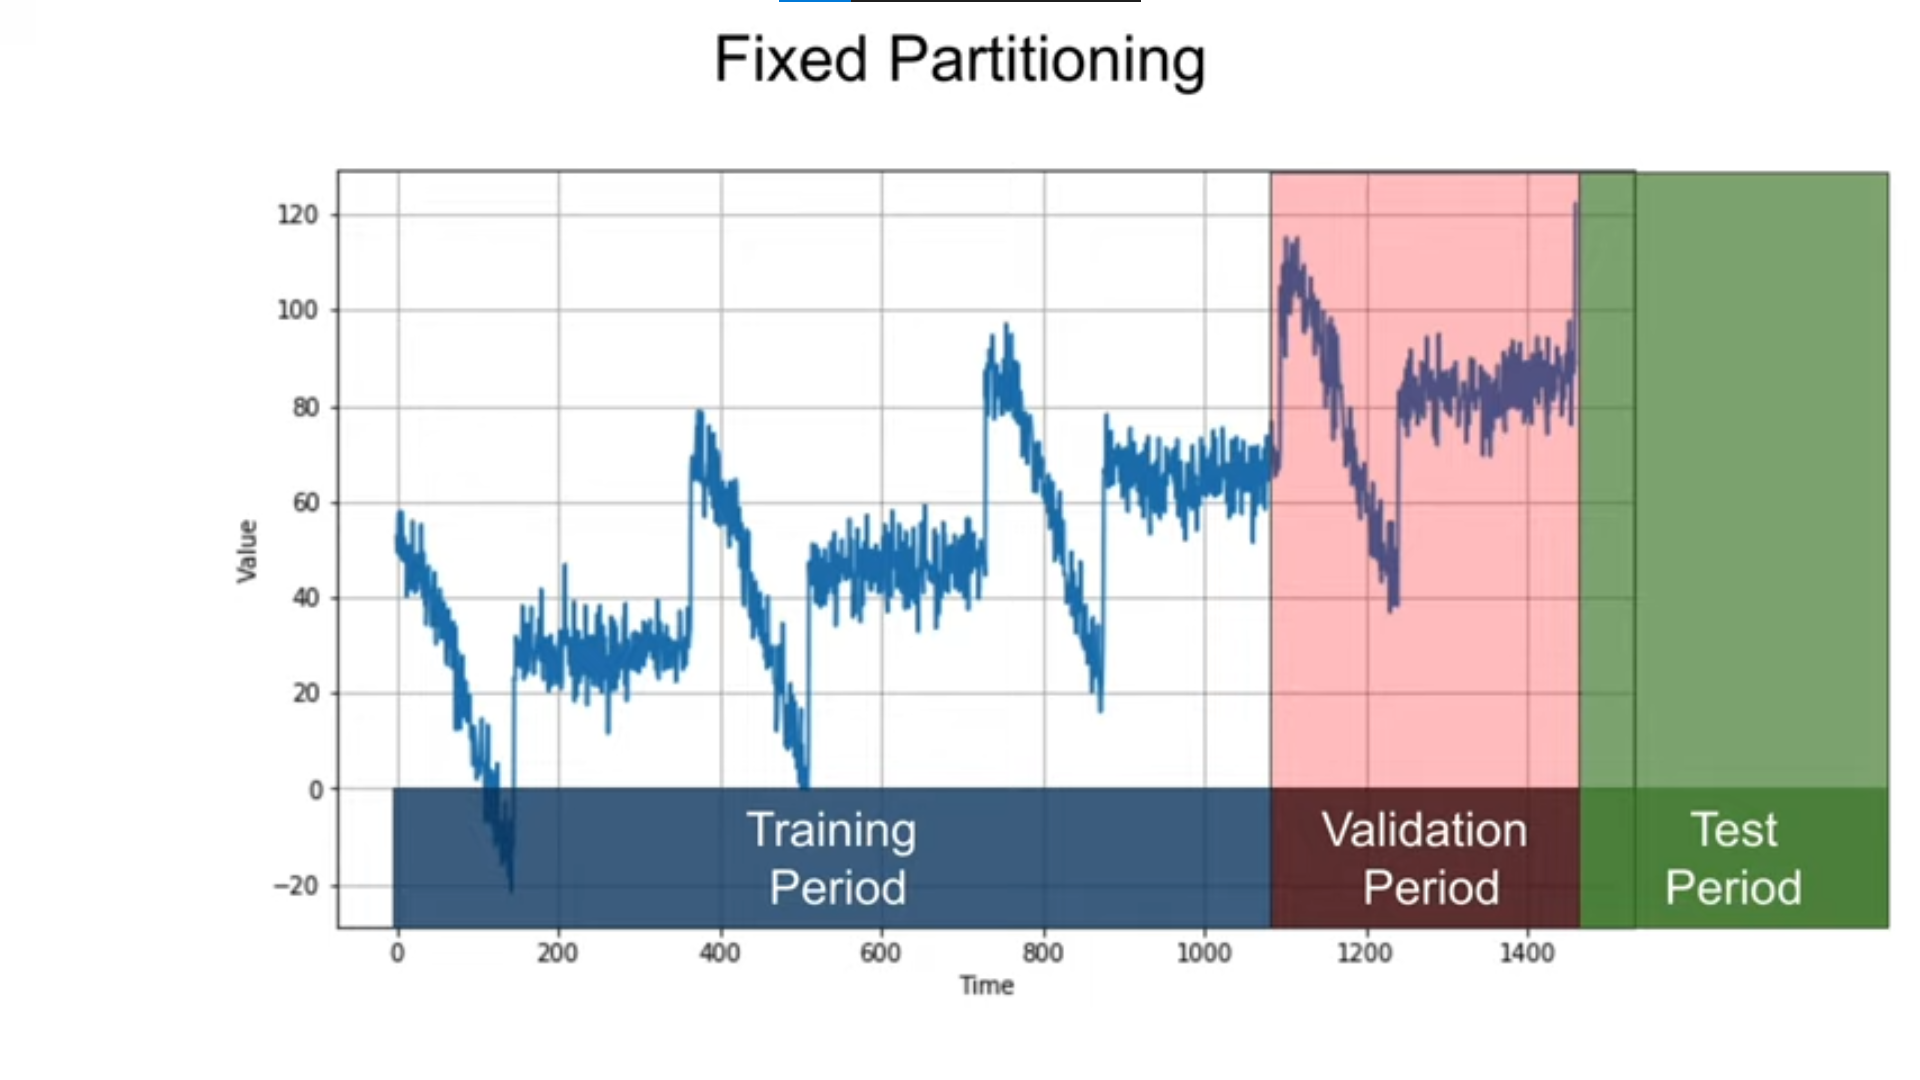 Fixed Partitioning
120
100
80
60
40
20
0
−20
Value
Training
Period
Validation
Period
Test
Period
0 200 400 600 800 1000 1200 1400
Time